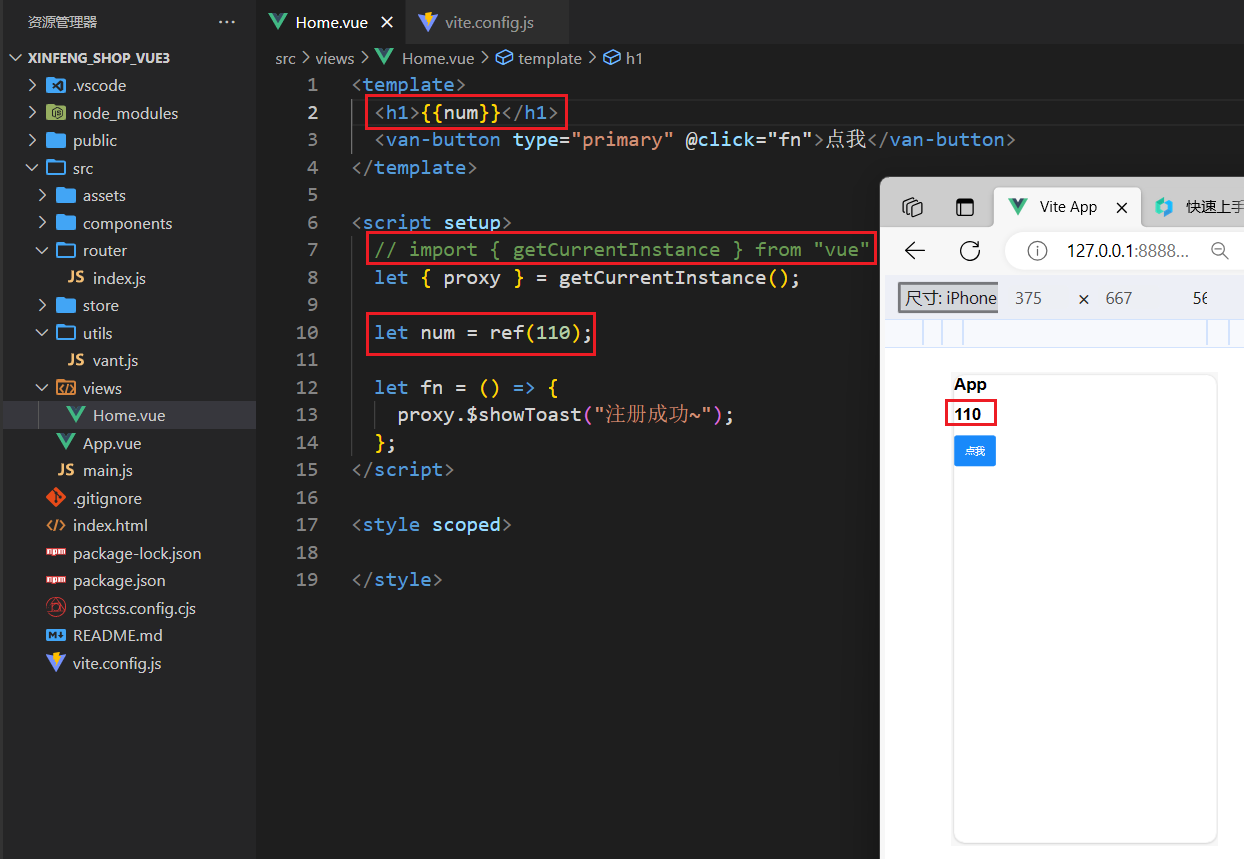 资源管理器 ···
XINFENG_SHOP_VUE3
.vscode
node_modules
public
src
assets
components
router
JS index.js
store
utils
JS vant.js
views
Home.vue
App.vue
JS main.js
.gitignore
index.html
package-lock.json
package.json
postcss.config.cjs
README.md
vite.config.js
Home.vue × vite.config.js
src > views > Home.vue > template > h1
1 <template>
2 <h1>{{num}}</h1>
3 <van-button type="primary" @click="fn">点我</van-button>
4 </template>
5
6 <script setup>
7 // import { getCurrentInstance } from "vue"
8 let { proxy } = getCurrentInstance();
9
10 let num = ref(110);
11
12 let fn = () => {
13 proxy.$showToast("注册成功~");
14 };
15 </script>
16
17 <style scoped>
18
19 </style>
Vite App × 快速上手
127.0.0.1:8888...
尺寸: iPhone 375 × 667 56
App
110
点我